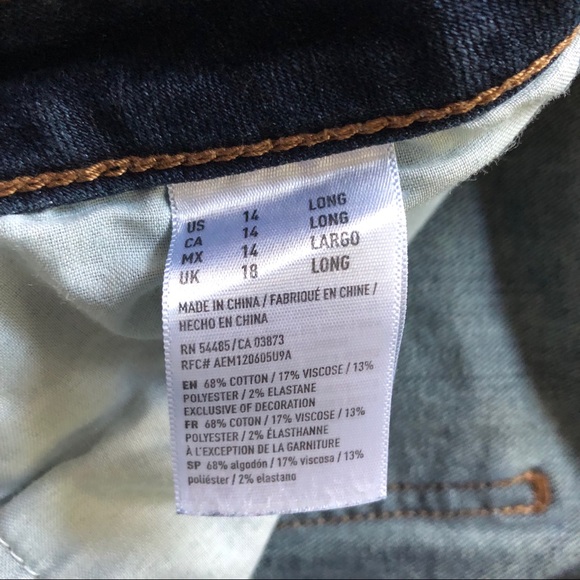 US 14 LONG
CA 14 LONG
MX 14 LARGO
UK 18 LONG
MADE IN CHINA / FABRIQUÉ EN CHINE /
HECHO EN CHINA
RN 54485/CA 03873
RFC# AEM120605U9A
EN 68% COTTON / 17% VISCOSE / 13%
POLYESTER / 2% ELASTANE
EXCLUSIVE OF DECORATION
FR 68% COTON / 17% VISCOSE / 13%
POLYESTER / 2% ÉLASTHANNE
À L'EXCEPTION DE LA GARNITURE
SP 68% algodón / 17% viscosa / 13%
poliéster / 2% elastano